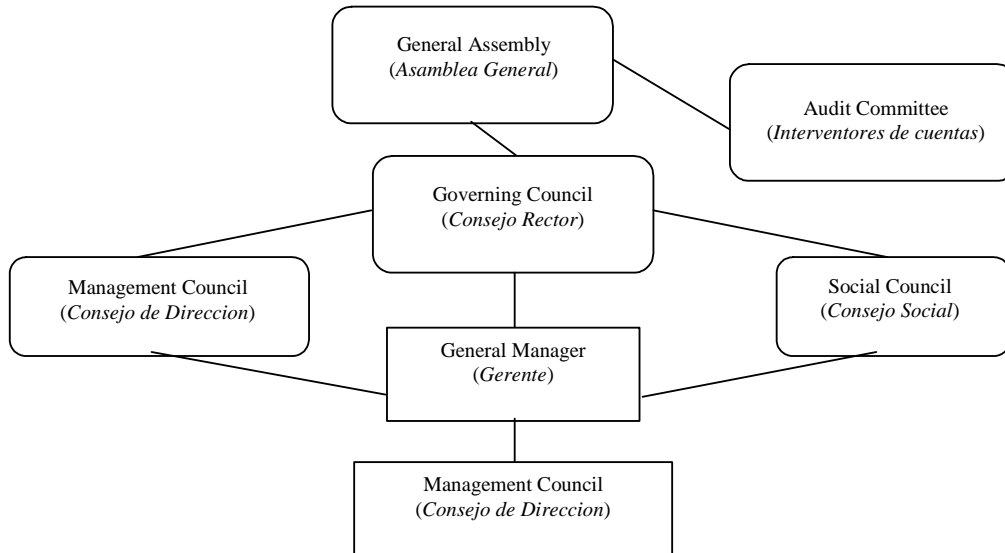 General Assembly
(Asamblea General)
Audit Committee
(Interventores de cuentas)
Governing Council
(Consejo Rector)
Management Council
(Consejo de Direccion)
Social Council
(Consejo Social)
General Manager
(Gerente)
Management Council
(Consejo de Direccion)